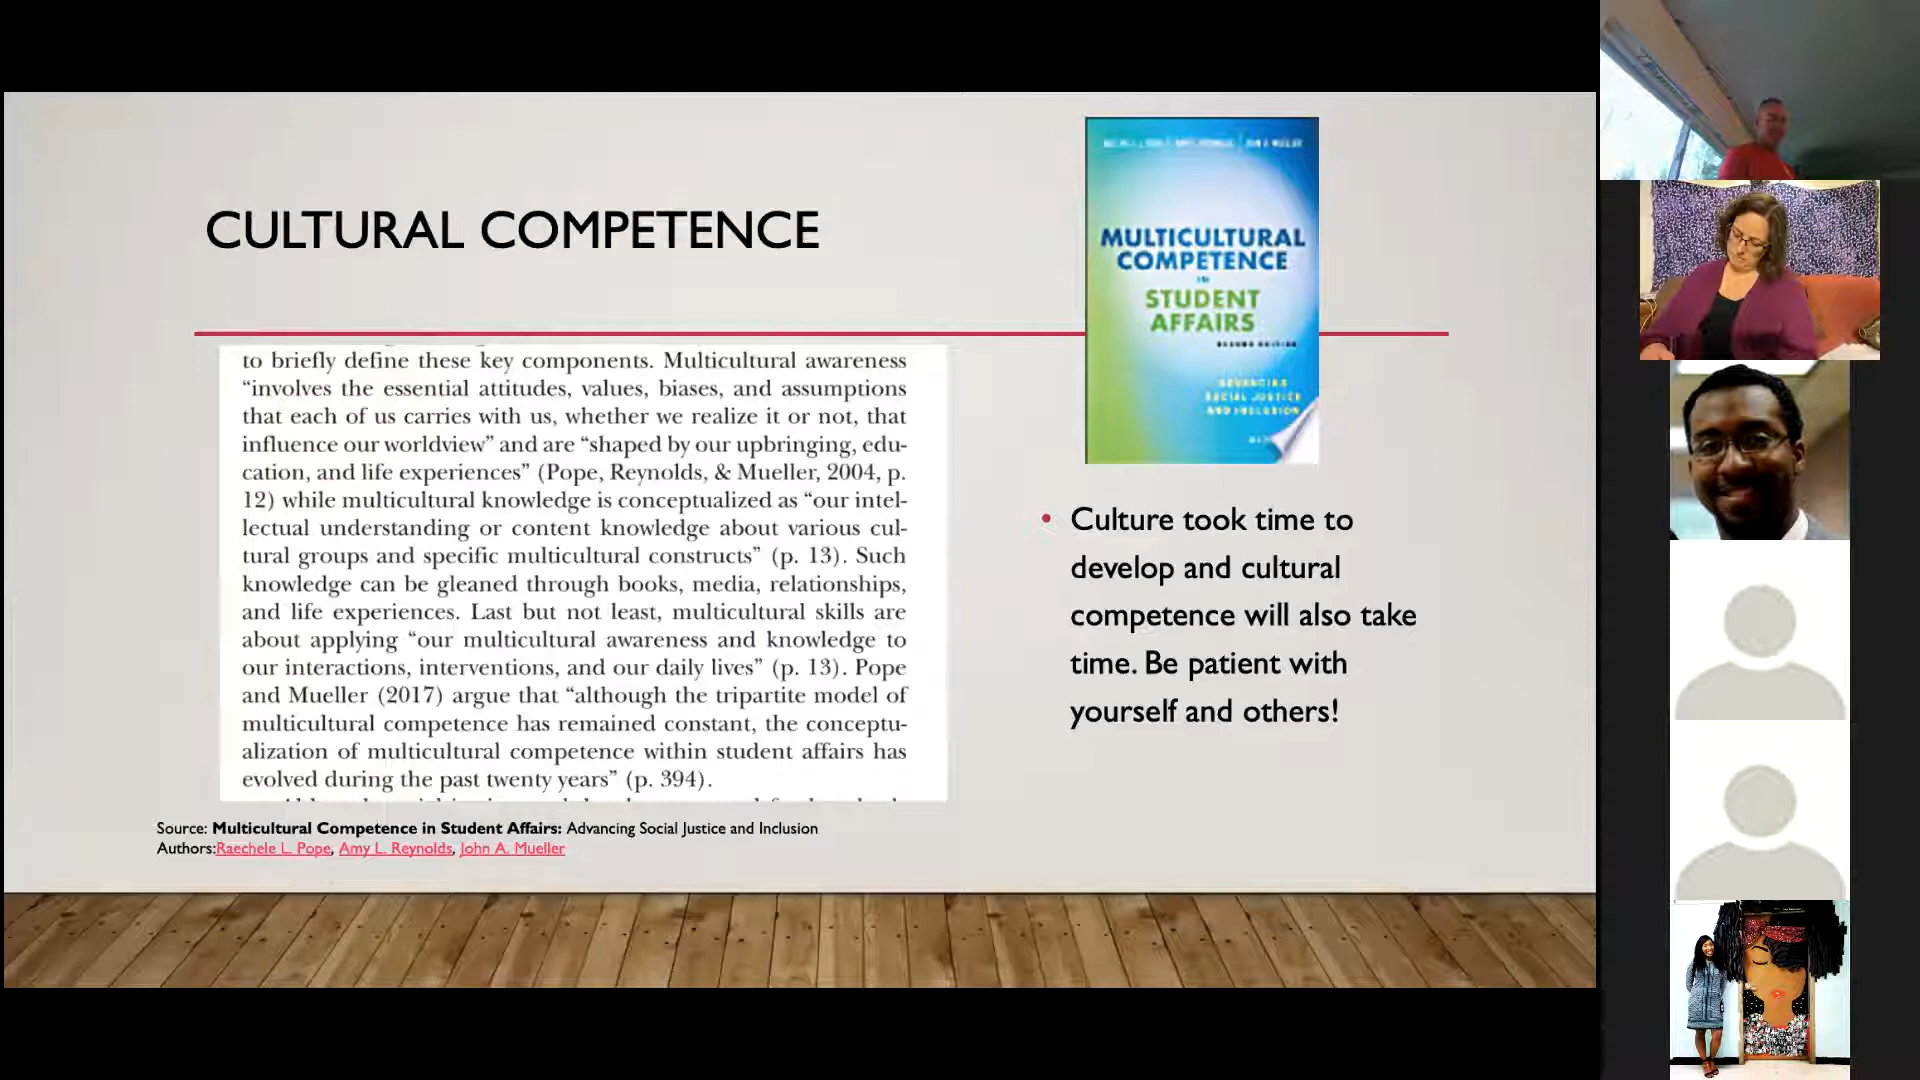 CULTURAL COMPETENCE
to briefly define these key components. Multicultural awareness
“involves the essential attitudes, values, biases, and assumptions
that each of us carries with us, whether we realize it or not, that
influence our worldview” and are “shaped by our upbringing, edu-
cation, and life experiences” (Pope, Reynolds, & Mueller, 2004, p.
12) while multicultural knowledge is conceptualized as “our intel-
lectual understanding or content knowledge about various cul-
tural groups and specific multicultural constructs” (p. 13). Such
knowledge can be gleaned through books, media, relationships,
and life experiences. Last but not least, multicultural skills are
about applying “our multicultural awareness and knowledge to
our interactions, interventions, and our daily lives” (p. 13). Pope
and Mueller (2017) argue that “although the tripartite model of
multicultural competence has remained constant, the conceptu-
alization of multicultural competence within student affairs has
evolved during the past twenty years” (p. 394).
Source: Multicultural Competence in Student Affairs: Advancing Social Justice and Inclusion
Authors:Raechele L. Pope, Amy L. Reynolds, John A. Mueller
MULTICULTURAL
COMPETENCE
IN
STUDENT
AFFAIRS
SECOND EDITION
ADVANCING
SOCIAL JUSTICE
AND INCLUSION
• Culture took time to
develop and cultural
competence will also take
time. Be patient with
yourself and others!